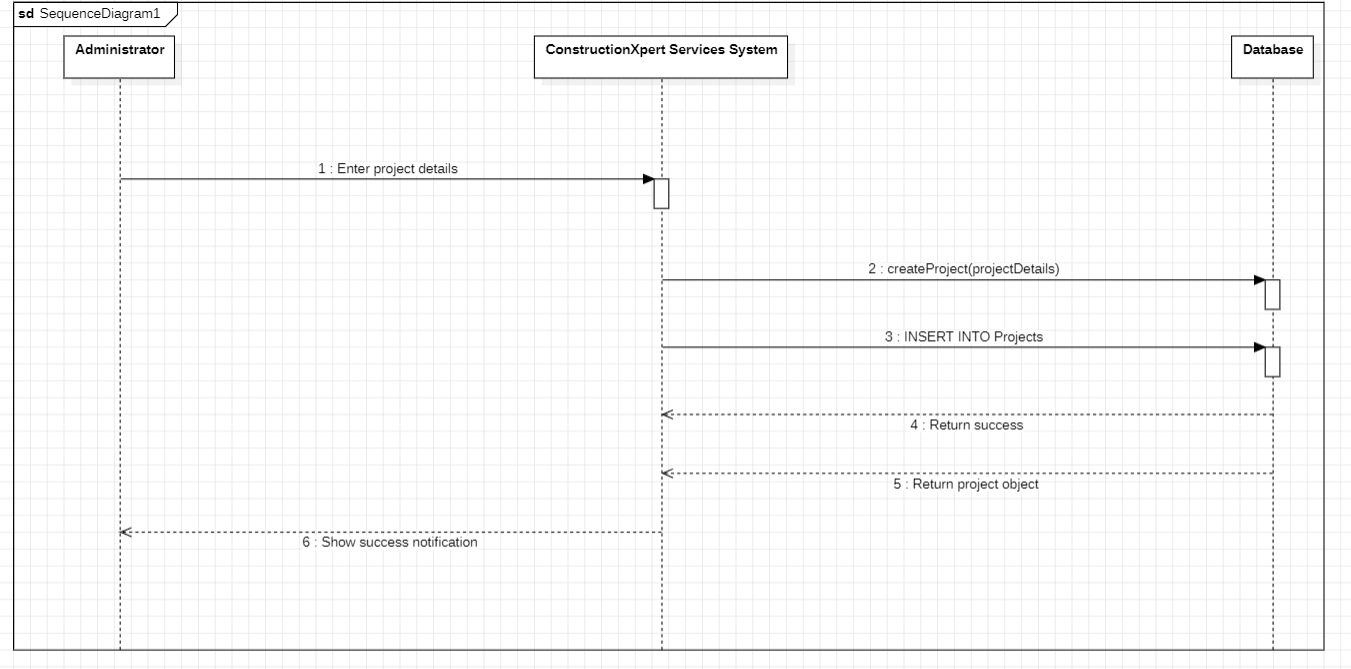 sd SequenceDiagram1
Administrator
ConstructionXpert Services System
Database
1 : Enter project details
2 : createProject(projectDetails)
3 : INSERT INTO Projects
4 : Return success
5 : Return project object
6 : Show success notification